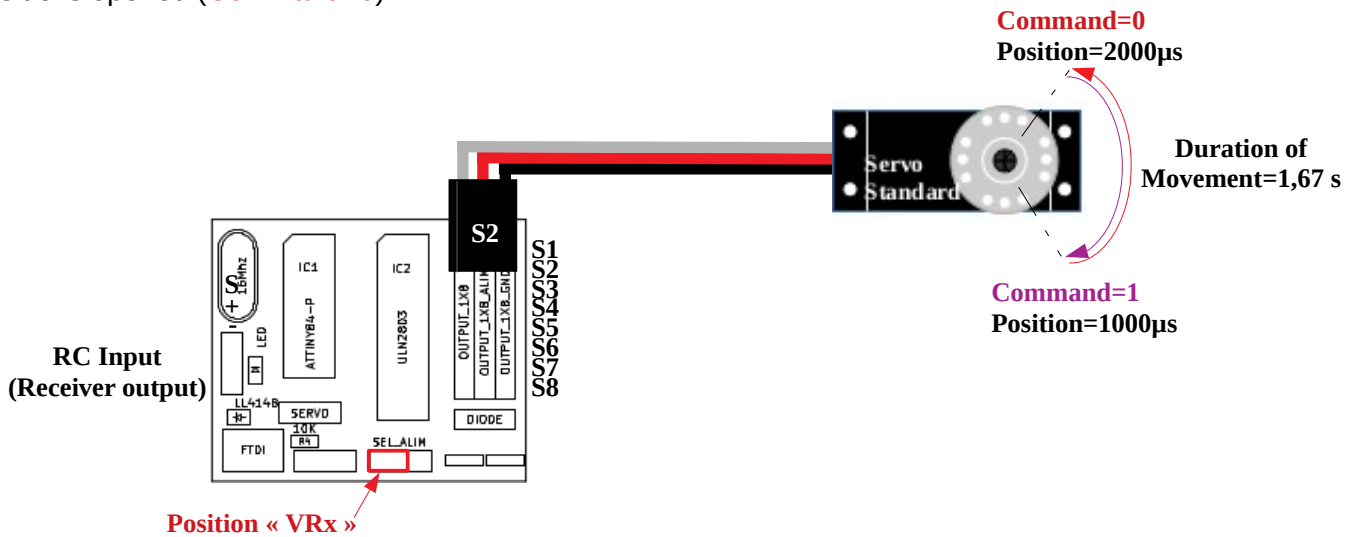 Command=0
Position=2000µs
Duration of
Movement=1,67 s
Servo
Standard
Command=1
Position=1000µs
S2
S1
S2
S3
S4
S5
S6
S7
S8
16Mhz
S
+
-
LED
IC1
ATTINY84-P
IC2
ULN2803
OUTPUT_1X8
OUTPUT_1X8_ALIM
OUTPUT_1X8_GND
RC Input
(Receiver output)
LL4148
SERVO
10K
R4
FTDI
SEL_ALIM
DIODE
Position « VRx »